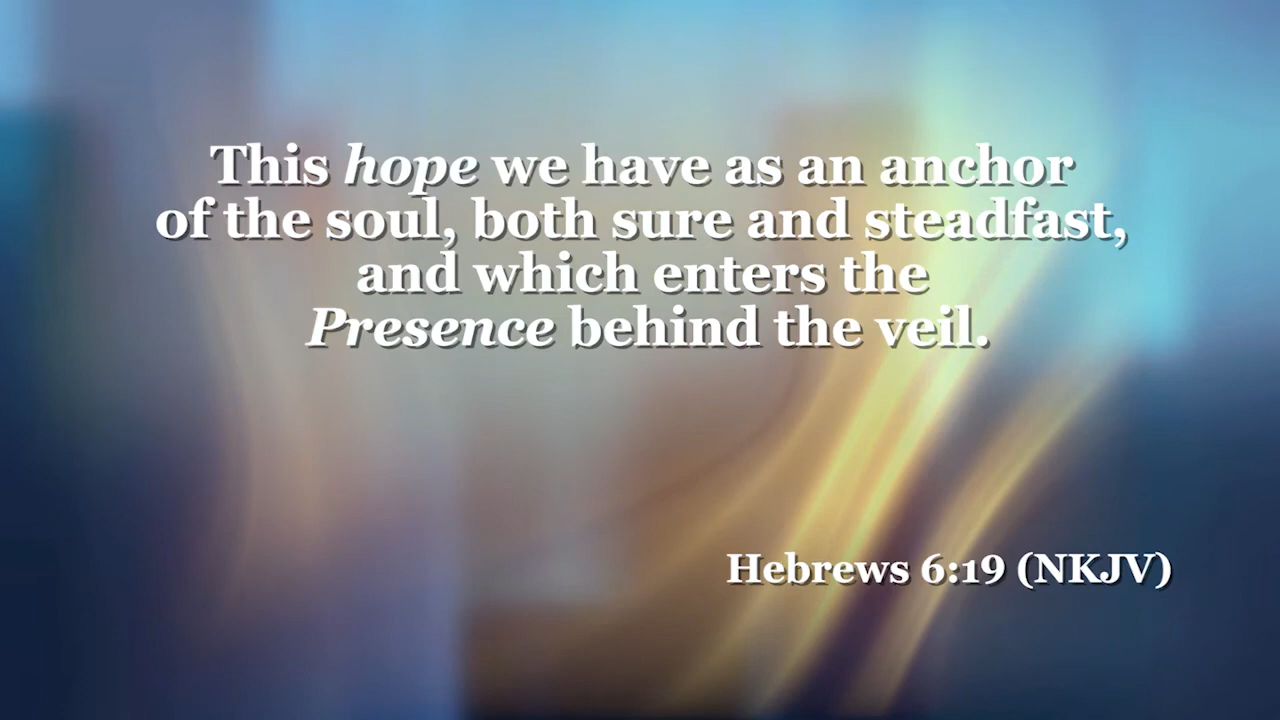 This hope we have as an anchor
of the soul, both sure and steadfast,
and which enters the
Presence behind the veil.
Hebrews 6:19 (NKJV)